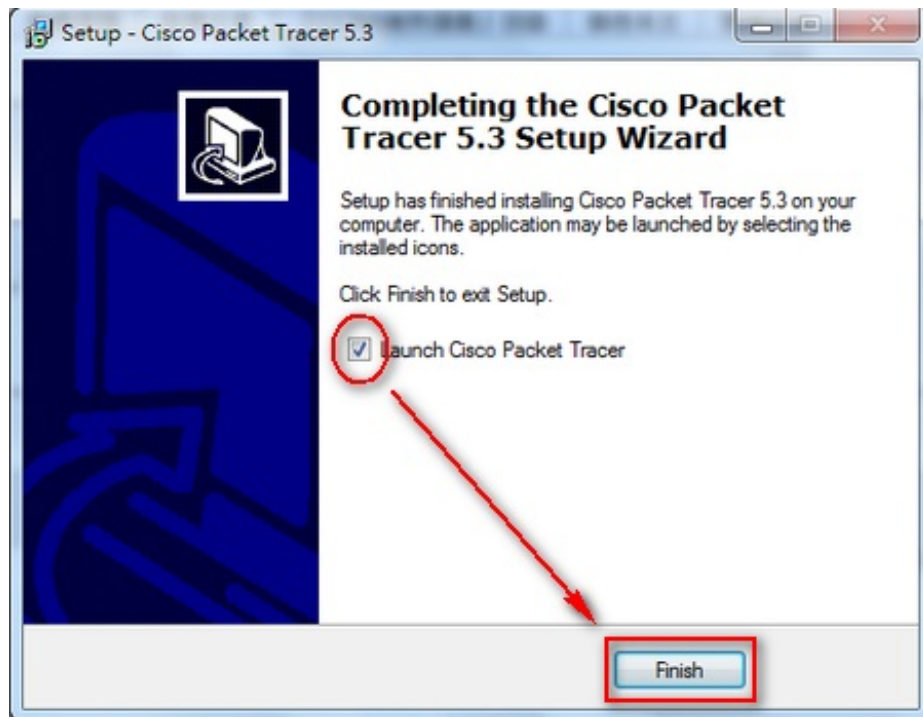 Setup - Cisco Packet Tracer 5.3
Completing the Cisco Packet
Tracer 5.3 Setup Wizard
Setup has finished installing Cisco Packet Tracer 5.3 on your
computer. The application may be launched by selecting the
installed icons.
Click Finish to exit Setup.
Launch Cisco Packet Tracer
Finish